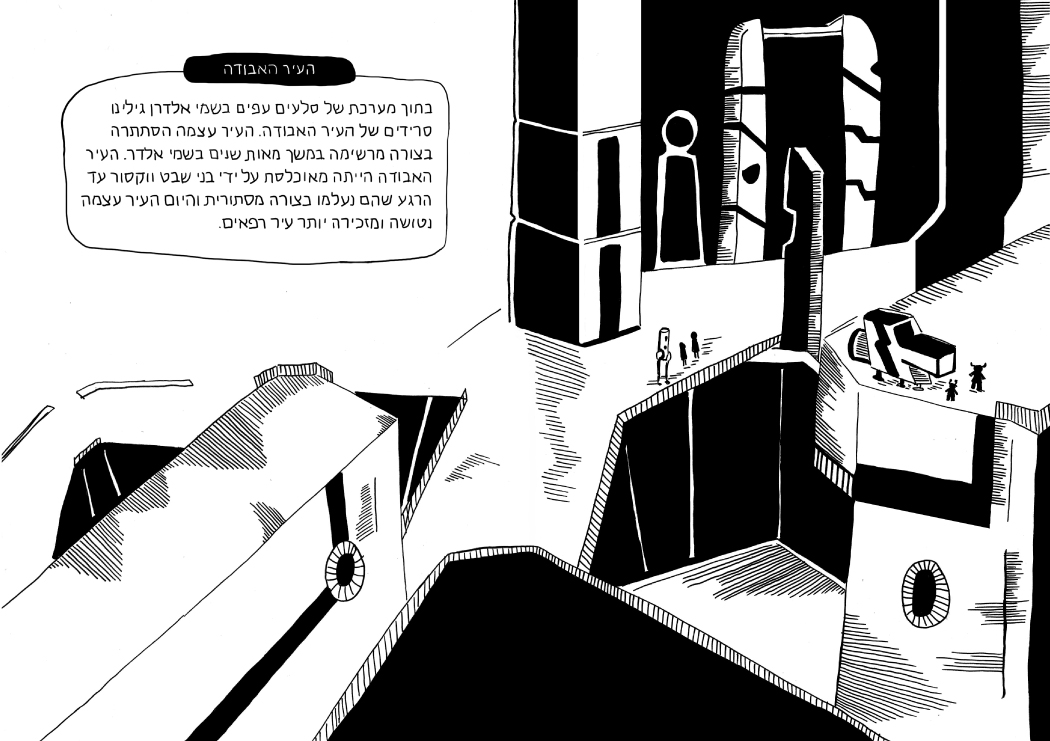 העיר האבודה
בתוך מערכת של סלעים עפים בשמי אלדרן גילינו
סרידים של העיר האבודה. העיר עצמה הסתתרה
בצורה מרשימה במשך מאות שנים בשמי אלדר. העיר
האבודה הייתה מאוכלסת על ידי בני שבט ווקסור עד
הרגע שהם נעלמו בצורה מסתורית והיום העיר עצמה
נטושה ומזכירה יותר עיר רפאים.